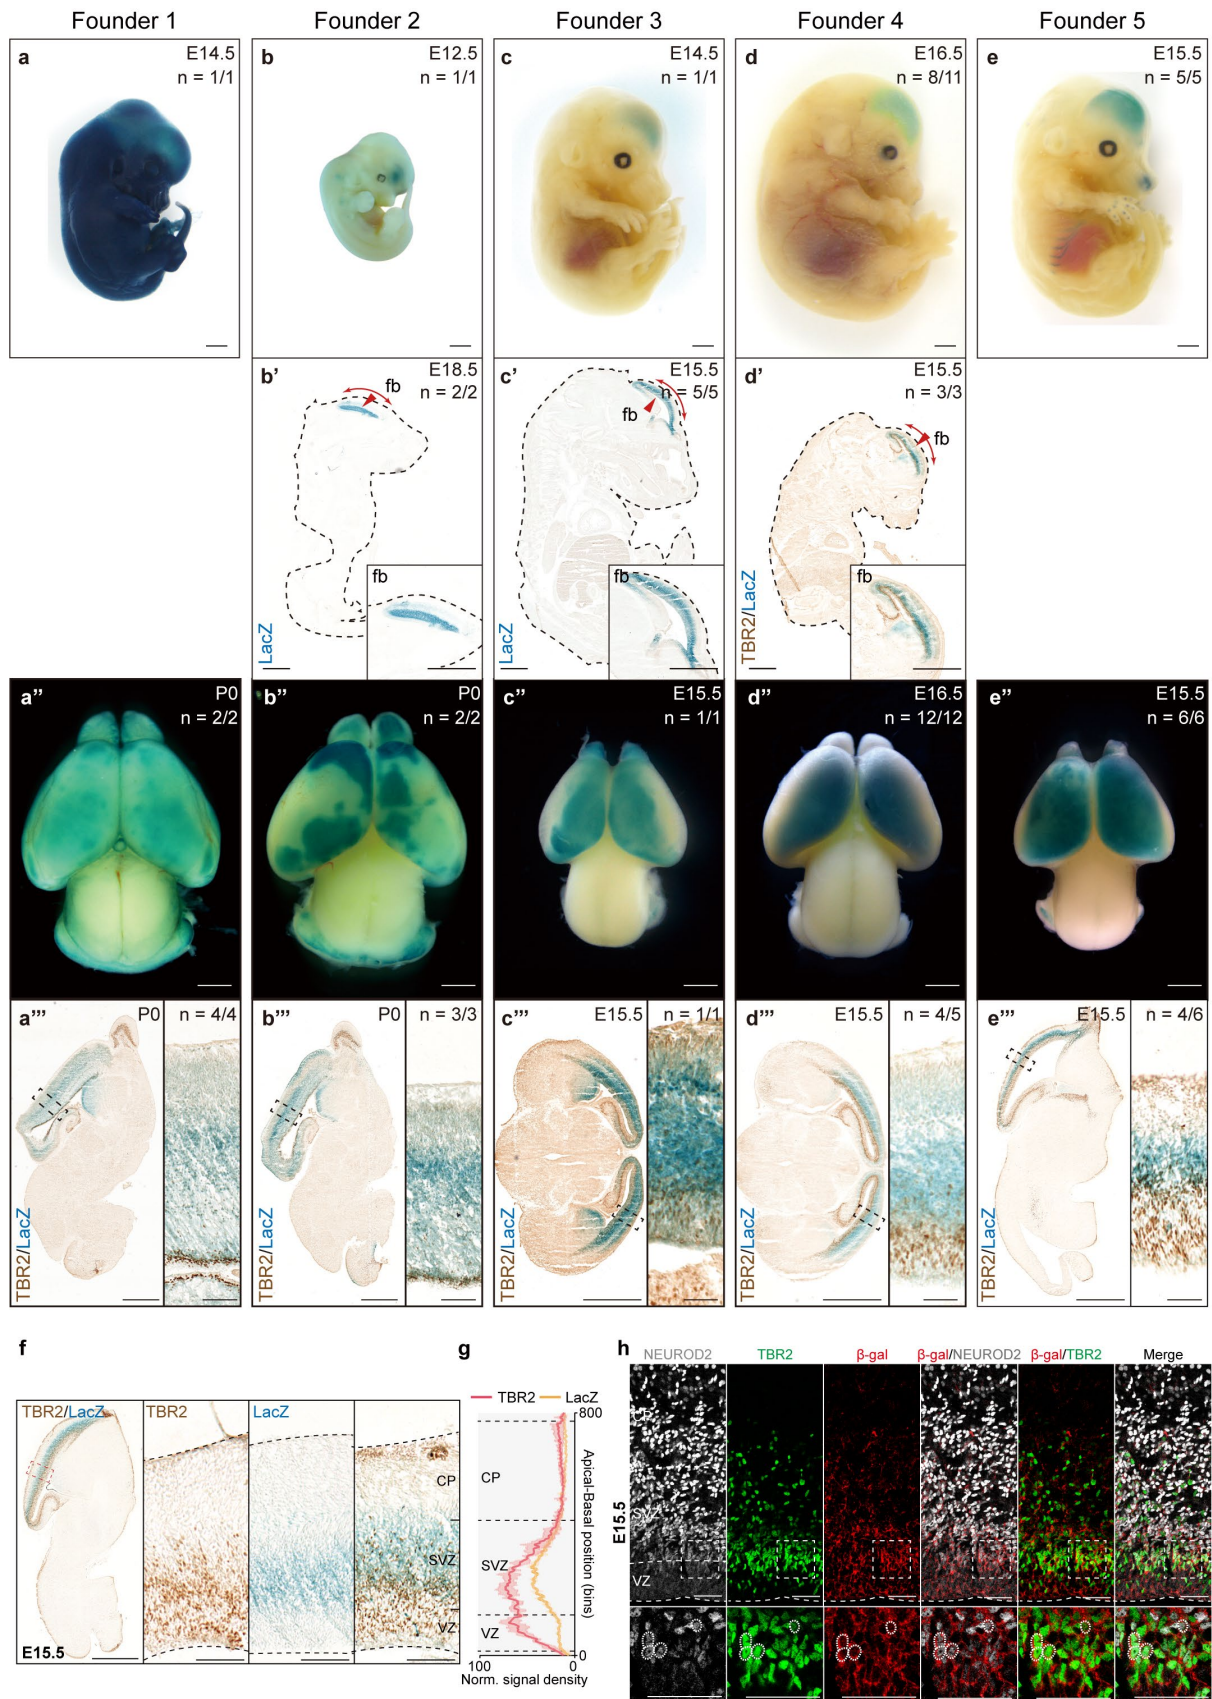 Founder 1
Founder 2
Founder 3
Founder 4
Founder 5
a
E14.5
n = 1/1
b
E12.5
n = 1/1
c
E14.5
n = 1/1
d
E16.5
n = 8/11
e
E15.5
n = 5/5
b'
E18.5
n = 2/2
fb
fb
LacZ
c'
E15.5
n = 5/5
fb
fb
LacZ
d'
E15.5
n = 3/3
fb
fb
TBR2/LacZ
a''
P0
n = 2/2
b''
P0
n = 2/2
c''
E15.5
n = 1/1
d''
E16.5
n = 12/12
e''
E15.5
n = 6/6
a'''
P0
n = 4/4
TBR2/LacZ
b'''
P0
n = 3/3
TBR2/LacZ
c'''
E15.5
n = 1/1
TBR2/LacZ
d'''
E15.5
n = 4/5
TBR2/LacZ
e'''
E15.5
n = 4/6
TBR2/LacZ
f
TBR2/LacZ
TBR2
LacZ
CP
SVZ
VZ
E15.5
g
TBR2
LacZ
800
CP
SVZ
VZ
0
100
0
Apical-Basal position (bins)
Norm. signal density
h
NEUROD2
TBR2
β-gal
β-gal/NEUROD2
β-gal/TBR2
Merge
E15.5
CP
SVZ
VZ